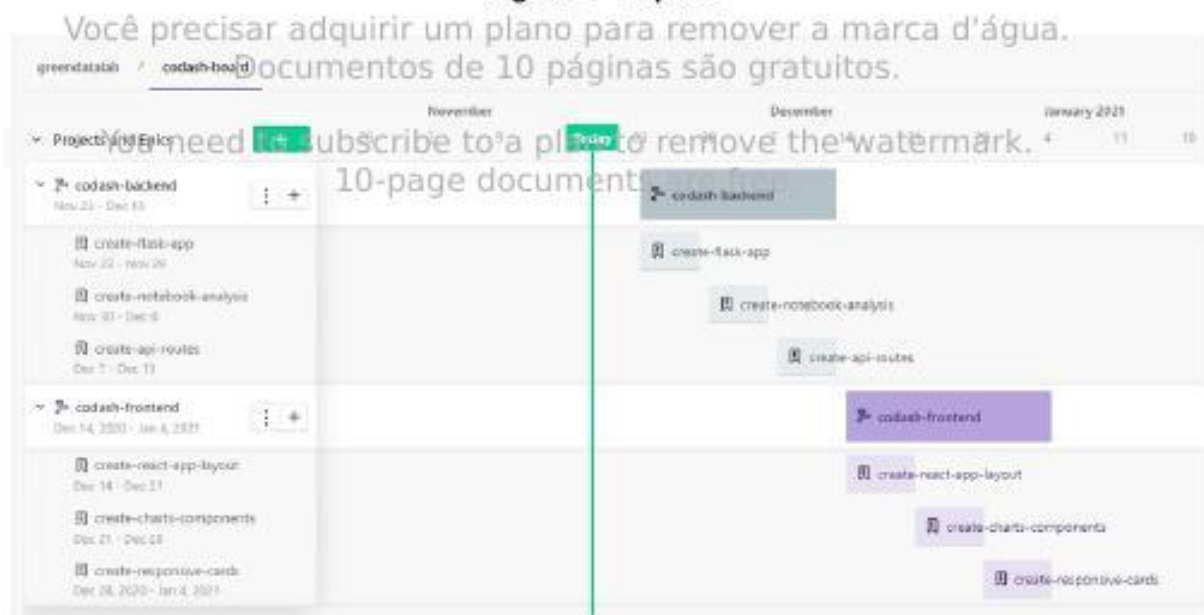 Você precisar adquirir um plano para remover a marca d'água.
greendatalab / codash-board
Documentos de 10 páginas são gratuitos.
November December January 2021
Projects and Epics + Today 4 11 18
You need to subscribe to a plan to remove the watermark.
10-page documents are free
codash-backend
Nov 23 - Dec 13
codash-backend
create-flask-app
create-flask-app
create-notebook-analysis
Nov 30 - Dec 6
create-notebook-analysis
create-api-routes
Dec 7 - Dec 13
create-api-routes
codash-frontend
Dec 14, 2020 - Jan 4, 2021
codash-frontend
create-react-app-layout
Dec 14 - Dec 21
create-react-app-layout
create-charts-components
Dec 21 - Dec 28
create-charts-components
create-responsive-cards
Dec 28, 2020 - Jan 4, 2021
create-responsive-cards